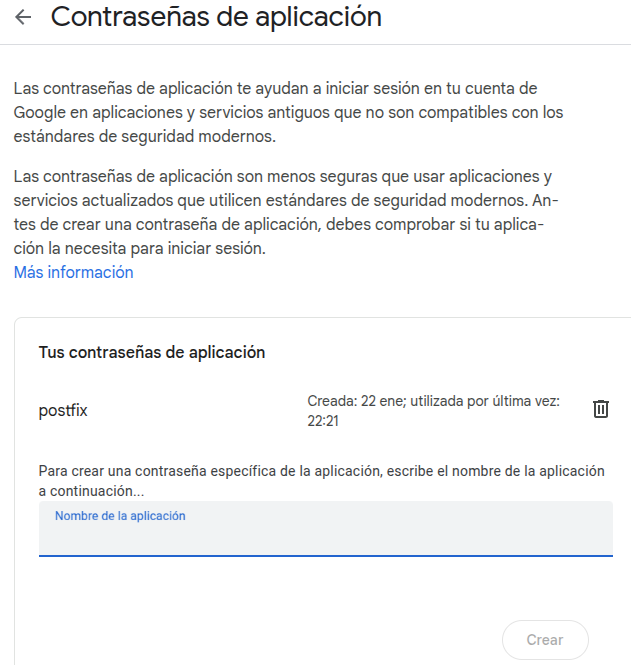 Contraseñas de aplicación
Las contraseñas de aplicación te ayudan a iniciar sesión en tu cuenta de
Google en aplicaciones y servicios antiguos que no son compatibles con los
estándares de seguridad modernos.
Las contraseñas de aplicación son menos seguras que usar aplicaciones y
servicios actualizados que utilicen estándares de seguridad modernos. An-
tes de crear una contraseña de aplicación, debes comprobar si tu aplica-
ción la necesita para iniciar sesión.
Más información
Tus contraseñas de aplicación
postfix
Creada: 22 ene; utilizada por última vez:
22:21
Para crear una contraseña específica de la aplicación, escribe el nombre de la aplicación
a continuación...
Nombre de la aplicación
Crear